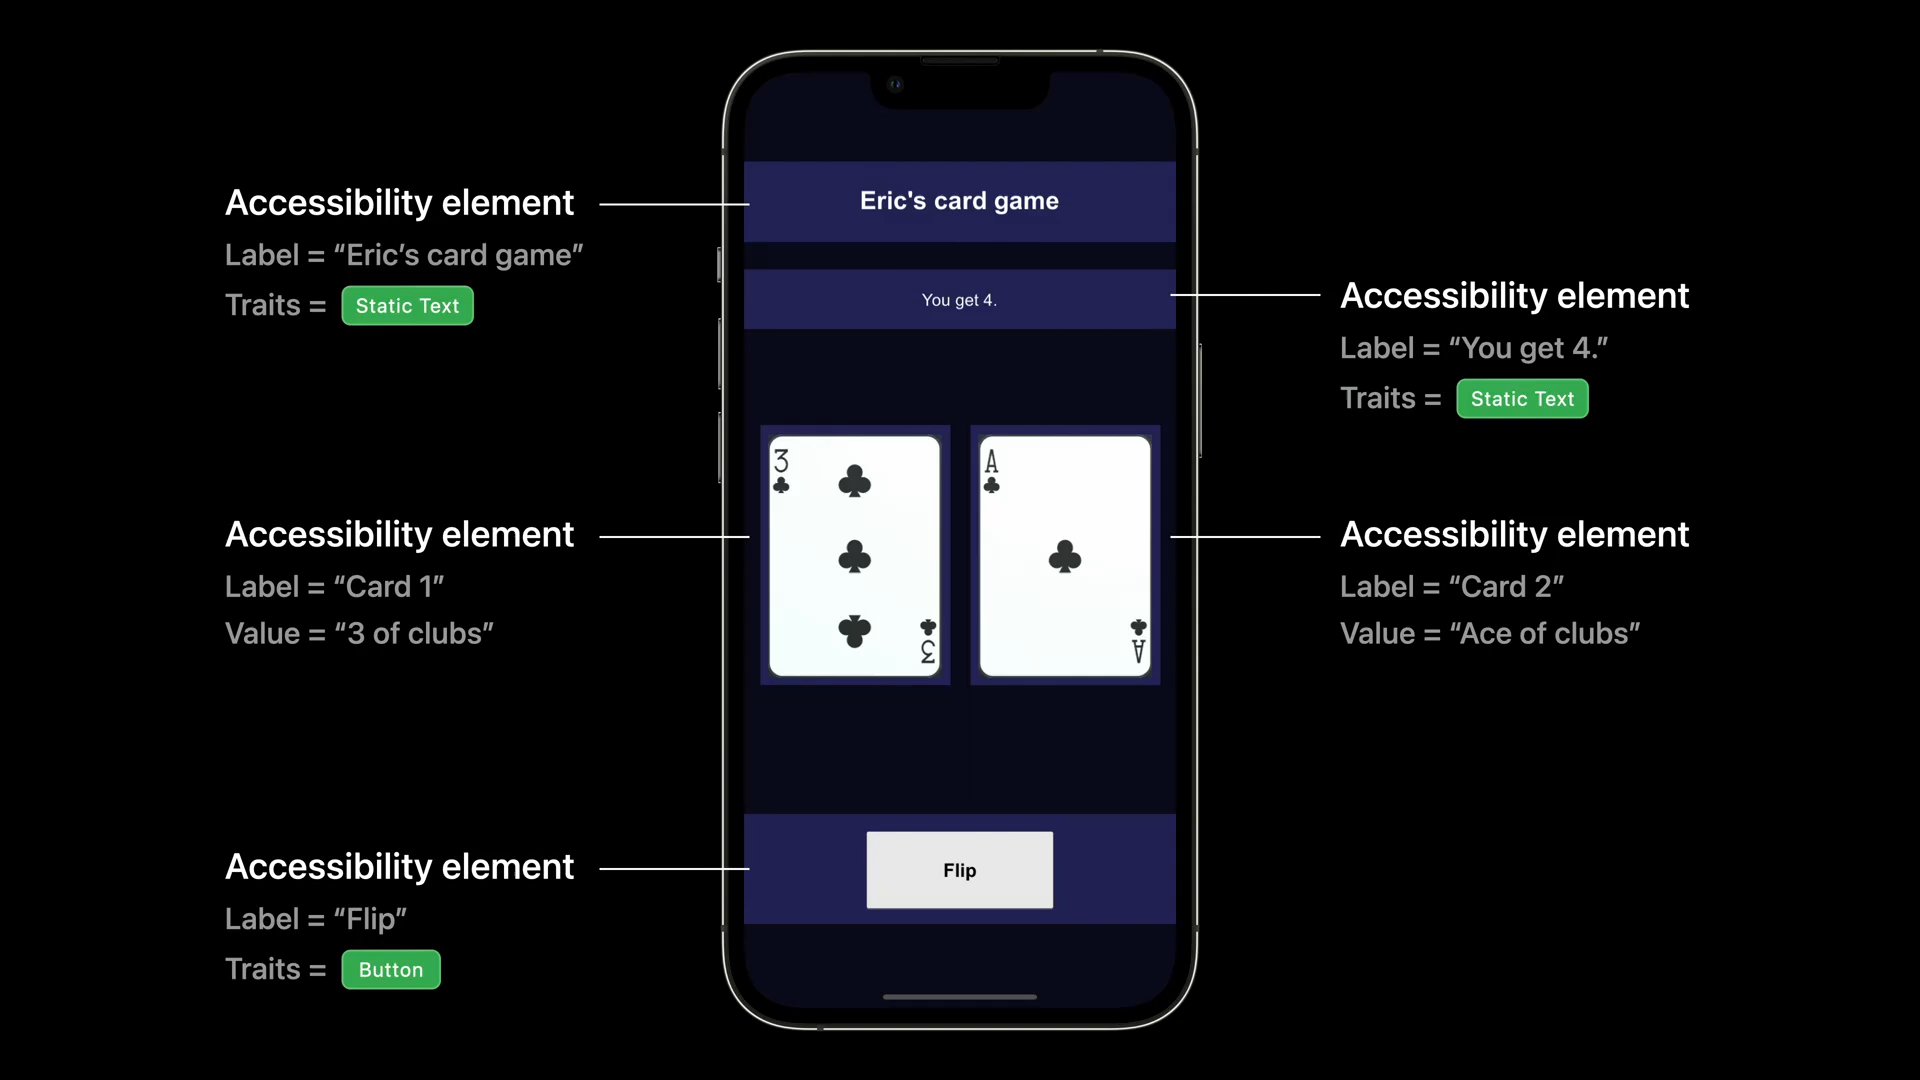 Accessibility element
Label = “Eric’s card game”
Traits = Static Text
Eric's card game
You get 4.
Accessibility element
Label = “You get 4.”
Traits = Static Text
Accessibility element
Label = “Card 1”
Value = “3 of clubs”
3
3
A
A
Accessibility element
Label = “Card 2”
Value = “Ace of clubs”
Accessibility element
Label = “Flip”
Traits = Button
Flip